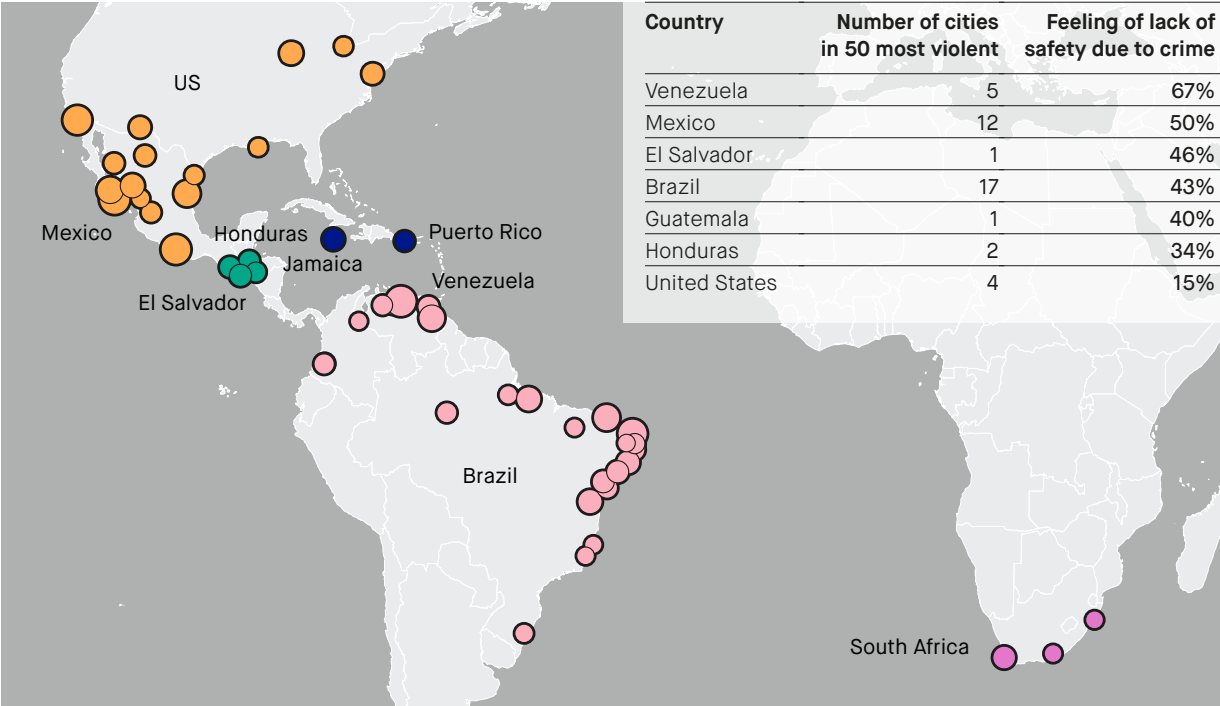 Country Number of cities in 50 most violent Feeling of lack of safety due to crime
Venezuela 5 67%
Mexico 12 50%
El Salvador 1 46%
Brazil 17 43%
Guatemala 1 40%
Honduras 2 34%
United States 4 15%
US
Mexico
Honduras
Jamaica
Puerto Rico
El Salvador
Venezuela
Brazil
South Africa